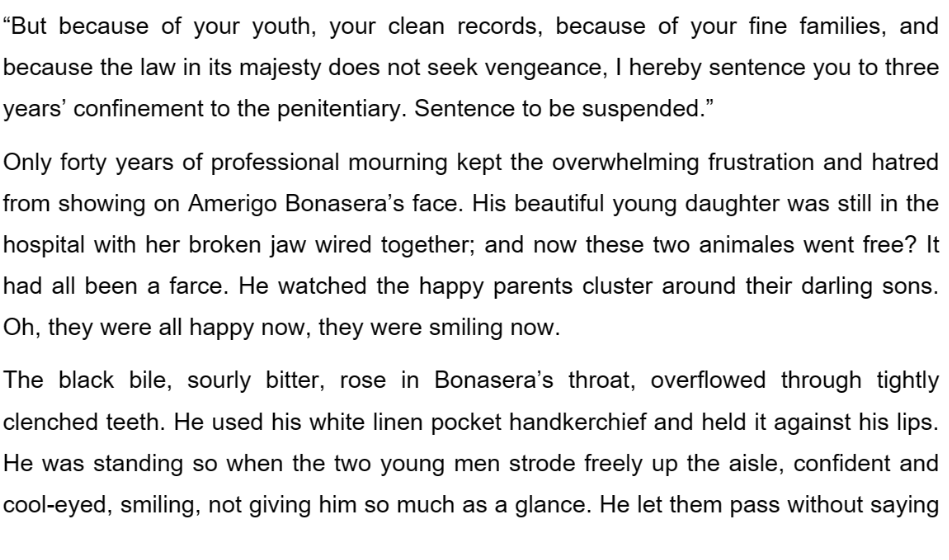 “But because of your youth, your clean records, because of your fine families, and
because the law in its majesty does not seek vengeance, I hereby sentence you to three
years’ confinement to the penitentiary. Sentence to be suspended.”
Only forty years of professional mourning kept the overwhelming frustration and hatred
from showing on Amerigo Bonasera’s face. His beautiful young daughter was still in the
hospital with her broken jaw wired together; and now these two animales went free? It
had all been a farce. He watched the happy parents cluster around their darling sons.
Oh, they were all happy now, they were smiling now.
The black bile, sourly bitter, rose in Bonasera’s throat, overflowed through tightly
clenched teeth. He used his white linen pocket handkerchief and held it against his lips.
He was standing so when the two young men strode freely up the aisle, confident and
cool-eyed, smiling, not giving him so much as a glance. He let them pass without saying